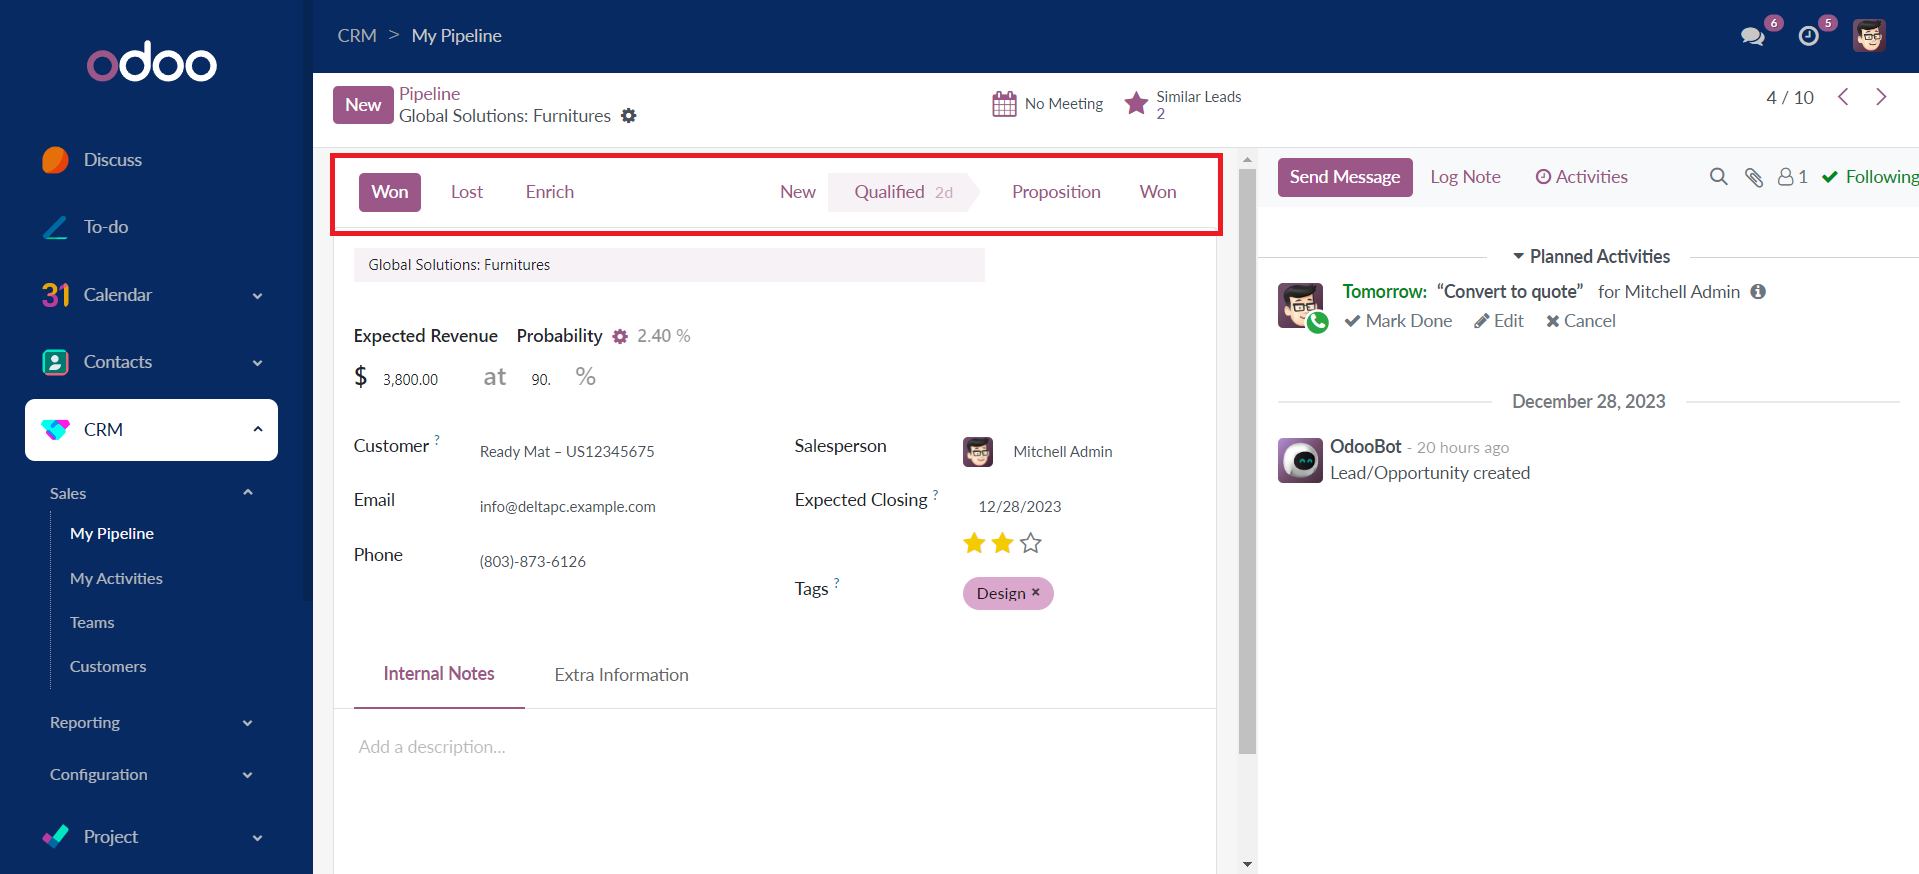 odoo
Discuss
To-do
31 Calendar
Contacts
CRM
Sales
My Pipeline
My Activities
Teams
Customers
Reporting
Configuration
Project
CRM > My Pipeline
6
5
New
Pipeline
Global Solutions: Furnitures
No Meeting
Similar Leads
2
4 / 10
Won Lost Enrich New Qualified 2d Proposition Won
Global Solutions: Furnitures
Expected Revenue Probability 2.40 %
$ 3,800.00 at 90. %
Customer ? Ready Mat – US12345675
Email info@deltapc.example.com
Phone (803)-873-6126
Salesperson Mitchell Admin
Expected Closing ? 12/28/2023
Tags ? Design ×
Internal Notes Extra Information
Add a description...
Send Message Log Note Activities 1 Following
Planned Activities
Tomorrow: “Convert to quote” for Mitchell Admin
Mark Done Edit Cancel
December 28, 2023
OdooBot - 20 hours ago
Lead/Opportunity created